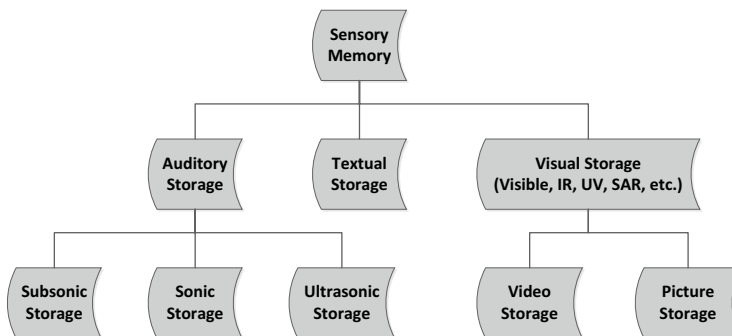 Sensory
Memory
Auditory
Storage
Textual
Storage
Visual Storage
(Visible, IR, UV, SAR, etc.)
Subsonic
Storage
Sonic
Storage
Ultrasonic
Storage
Video
Storage
Picture
Storage